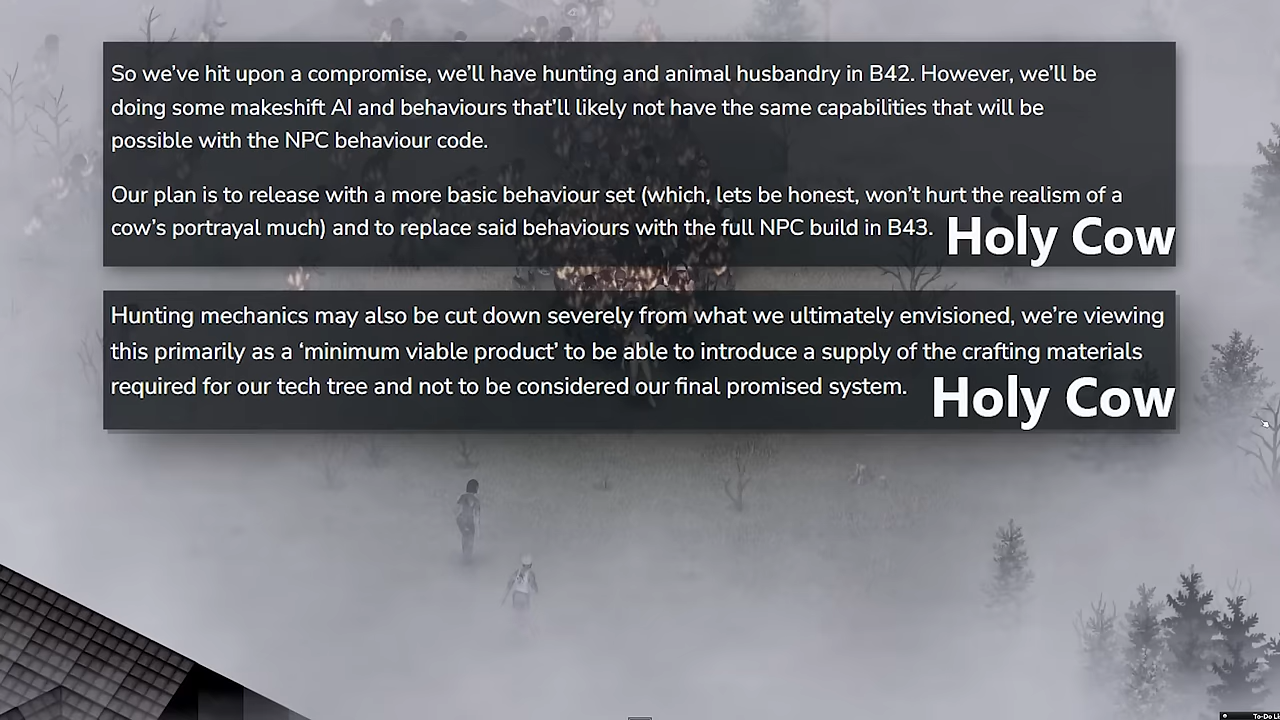 So we’ve hit upon a compromise, we’ll have hunting and animal husbandry in B42. However, we’ll be
doing some makeshift AI and behaviours that’ll likely not have the same capabilities that will be
possible with the NPC behaviour code.
Our plan is to release with a more basic behaviour set (which, lets be honest, won’t hurt the realism of a
cow’s portrayal much) and to replace said behaviours with the full NPC build in B43.
Holy Cow
Hunting mechanics may also be cut down severely from what we ultimately envisioned, we’re viewing
this primarily as a ‘minimum viable product’ to be able to introduce a supply of the crafting materials
required for our tech tree and not to be considered our final promised system.
Holy Cow
To-Do Li